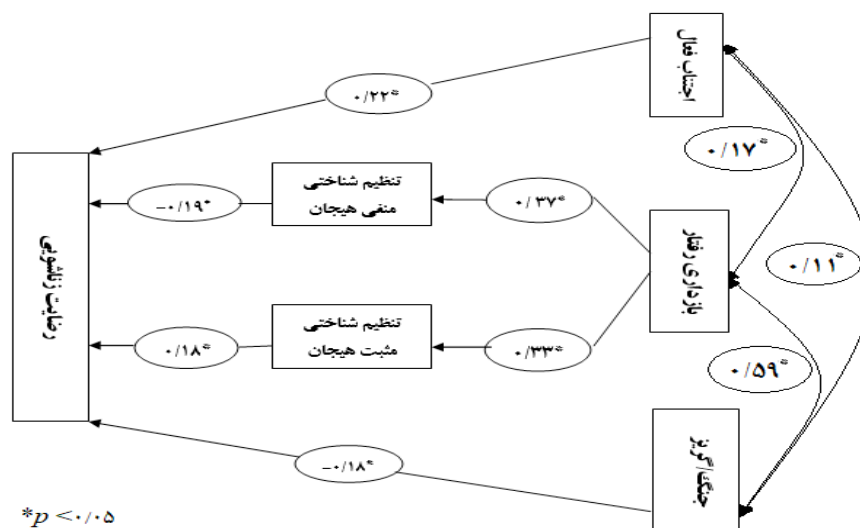 اجتناب فعال
۰/۲۲*
۰/۱۷*
تنظیم شناختی
منفی هیجان
۰/۳۷*
-۰/۱۹*
بازداری رفتار
رضایت زناشویی
۰/۱۱*
تنظیم شناختی
مثبت هیجان
۰/۳۳*
۰/۱۸*
۰/۵۹*
جنگ/گریز
-۰/۱۸*
*p <۰/۰۵